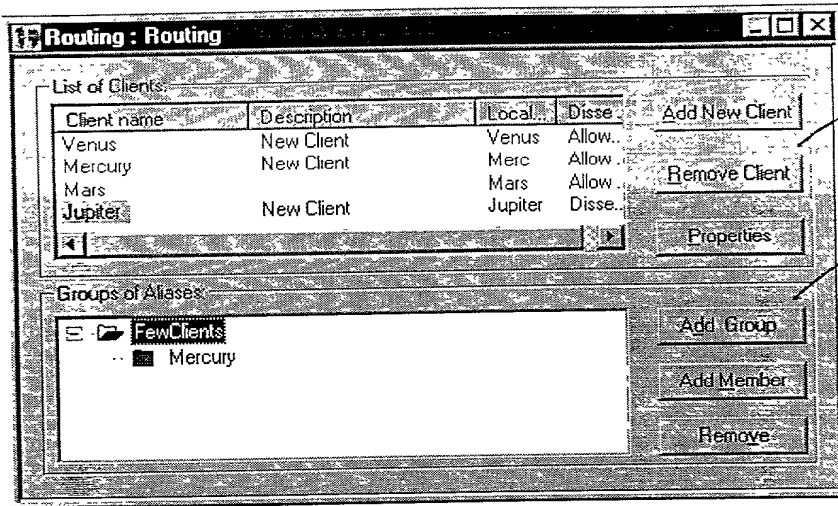 Routing : Routing
List of Clients:
Client name Description Local... Disse..
Venus New Client Venus Allow..
Mercury New Client Merc Allow ..
Mars Mars Allow ..
Jupiter New Client Jupiter Disse...
Add New Client
Remove Client
Properties
Groups of Aliases:
FewClients
Mercury
Add Group
Add Member
Remove